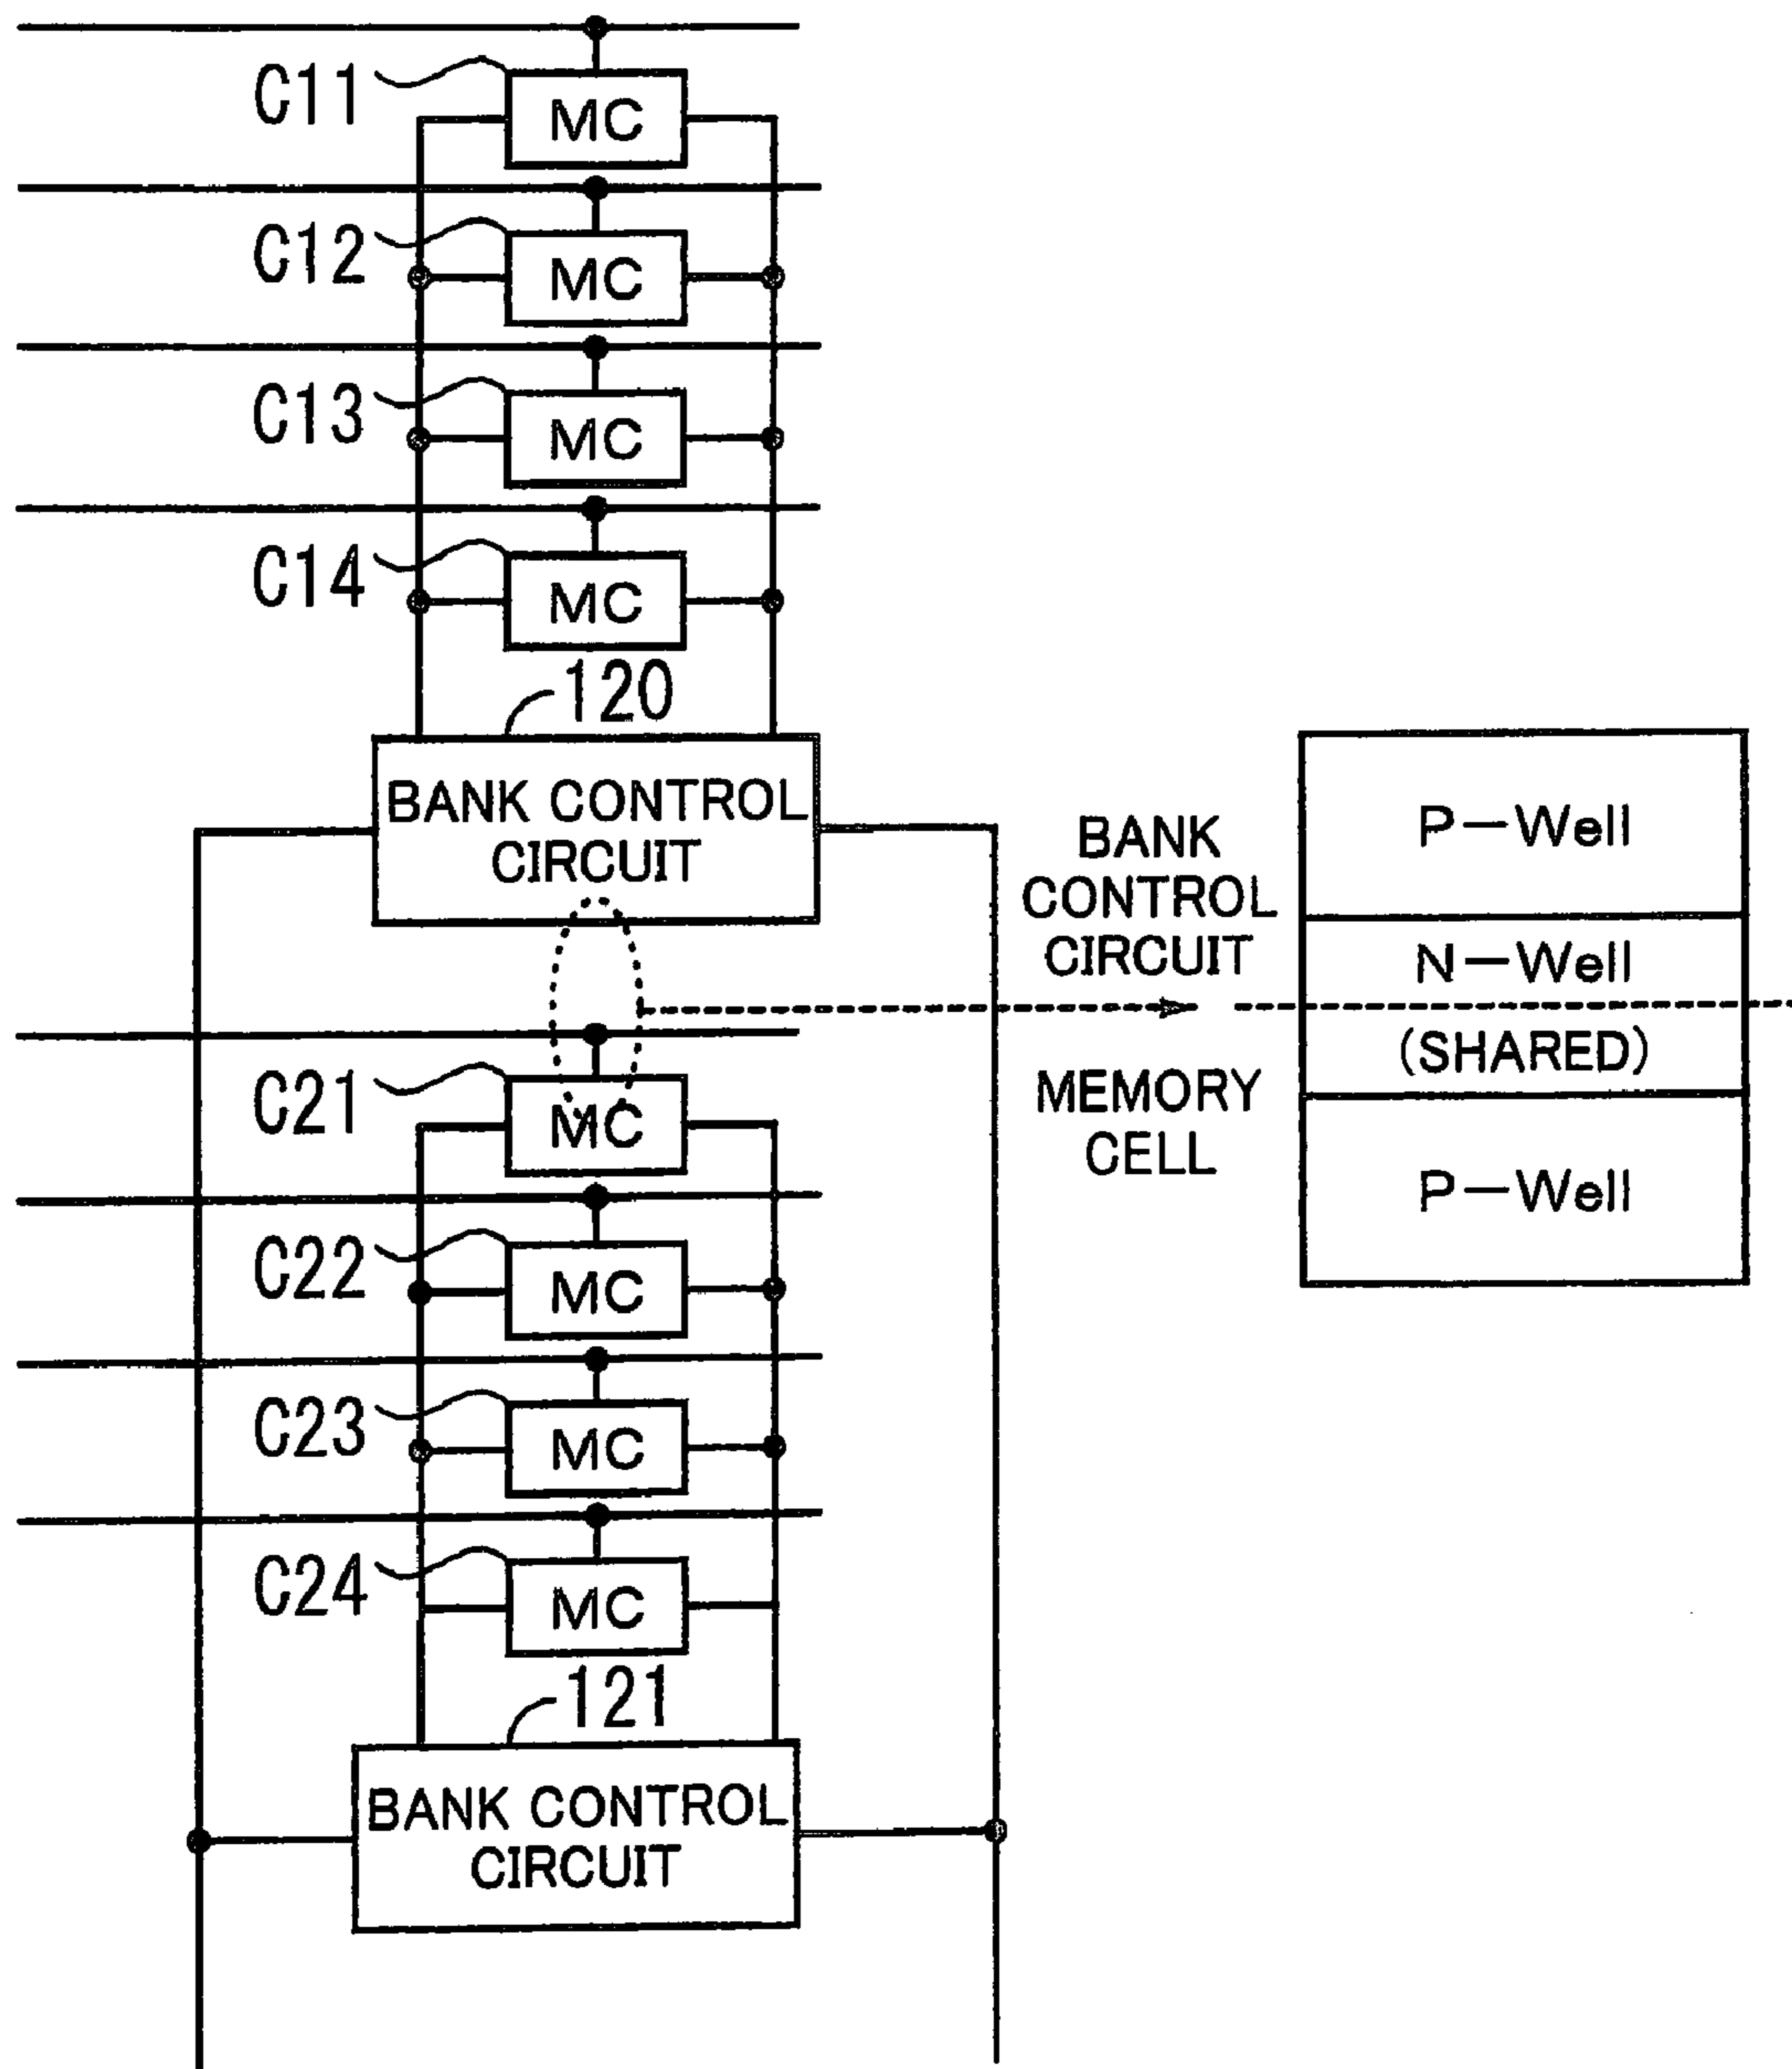 C11
MC
C12
MC
C13
MC
C14
MC
120
BANK CONTROL
CIRCUIT
BANK
CONTROL
CIRCUIT
P-Well
N-Well
(SHARED)
P-Well
MEMORY
CELL
C21
MC
C22
MC
C23
MC
C24
MC
121
BANK CONTROL
CIRCUIT